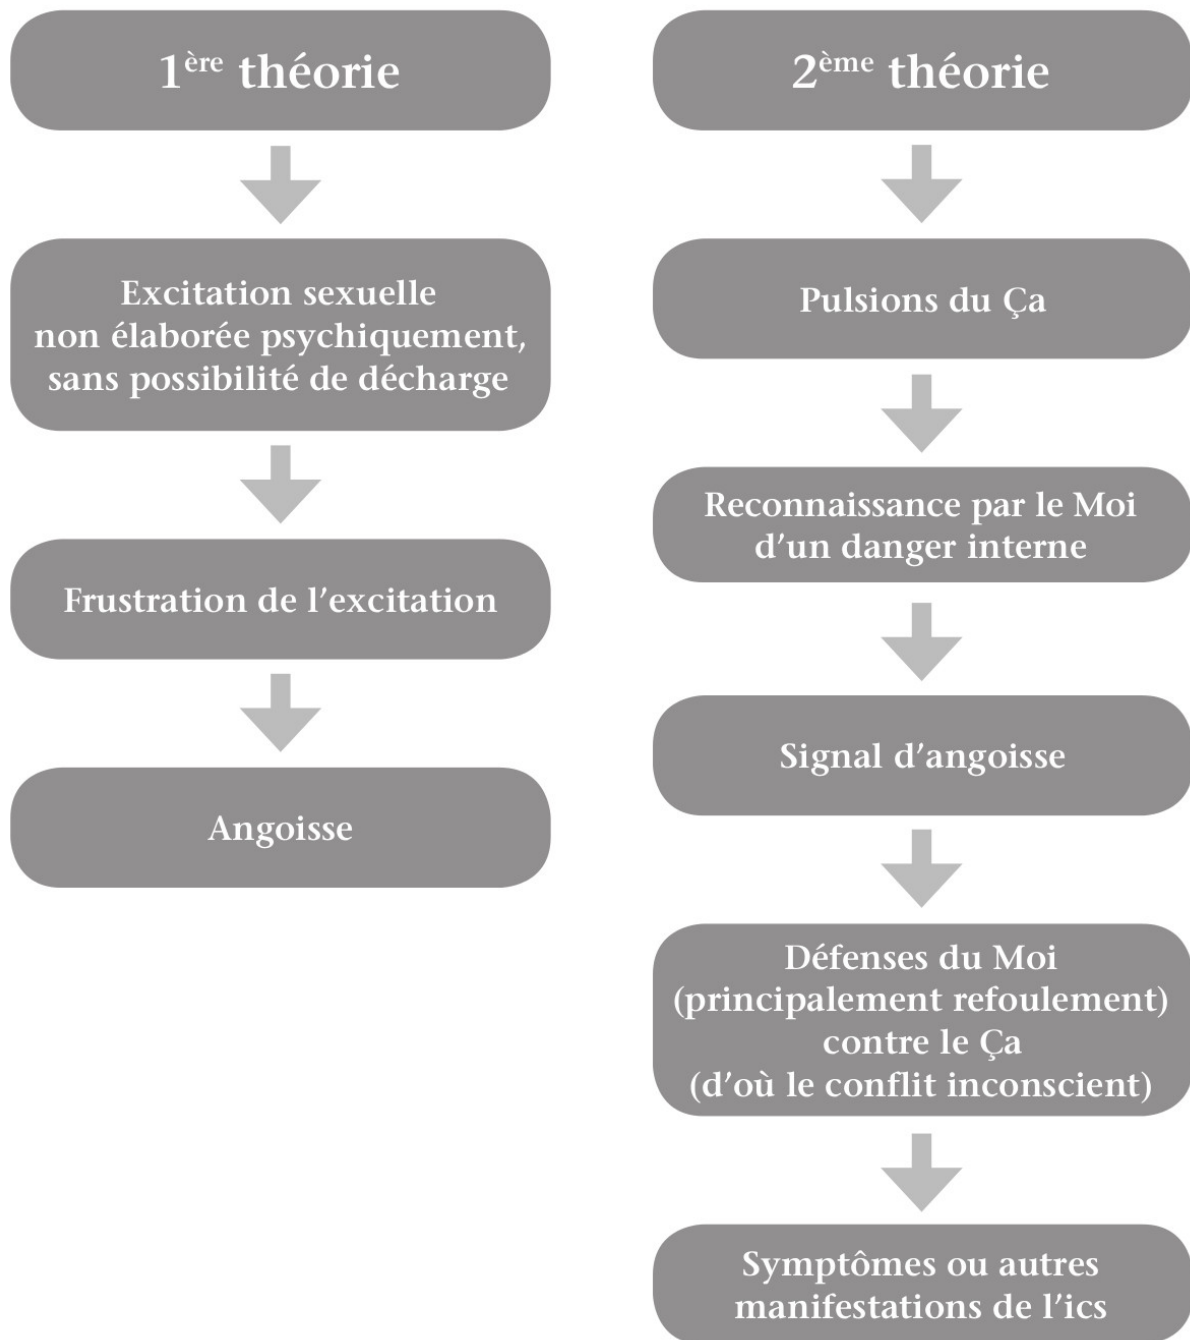 1ère théorie
Excitation sexuelle
non élaborée psychiquement,
sans possibilité de décharge
Frustration de l’excitation
Angoisse
2ème théorie
Pulsions du Ça
Reconnaissance par le Moi
d’un danger interne
Signal d’angoisse
Défenses du Moi
(principalement refoulement)
contre le Ça
(d’où le conflit inconscient)
Symptômes ou autres
manifestations de l’ics